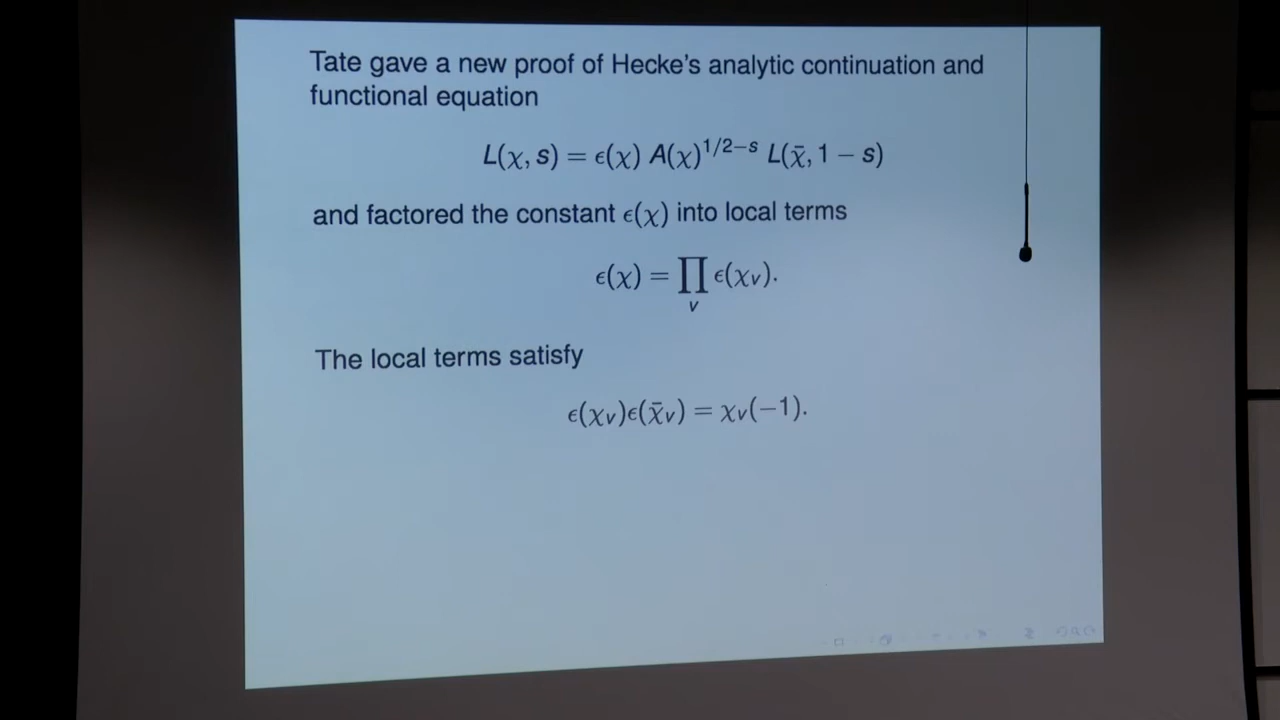 Tate gave a new proof of Hecke's analytic continuation and
functional equation
L(χ, s) = ϵ(χ) A(χ)^{1/2−s} L(χ̄, 1 − s)
and factored the constant ϵ(χ) into local terms
ϵ(χ) = ∏_v ϵ(χ_v).
The local terms satisfy
ϵ(χ_v)ϵ(χ̄_v) = χ_v(−1).